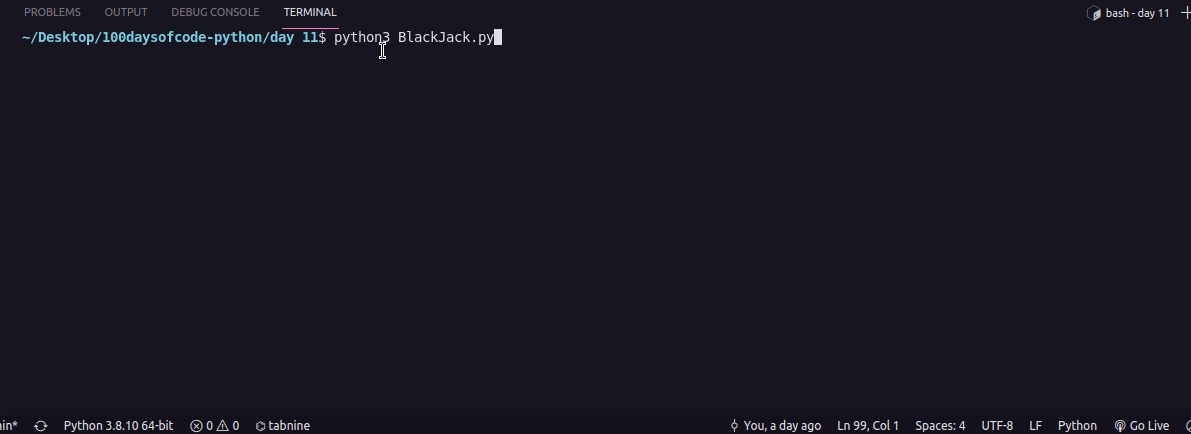 PROBLEMS OUTPUT DEBUG CONSOLE TERMINAL bash - day 11
~/Desktop/100daysofcode-python/day 11$ python3 BlackJack.py
ain* Python 3.8.10 64-bit 0 0 tabnine You, a day ago Ln 99, Col 1 Spaces: 4 UTF-8 LF Python Go Live